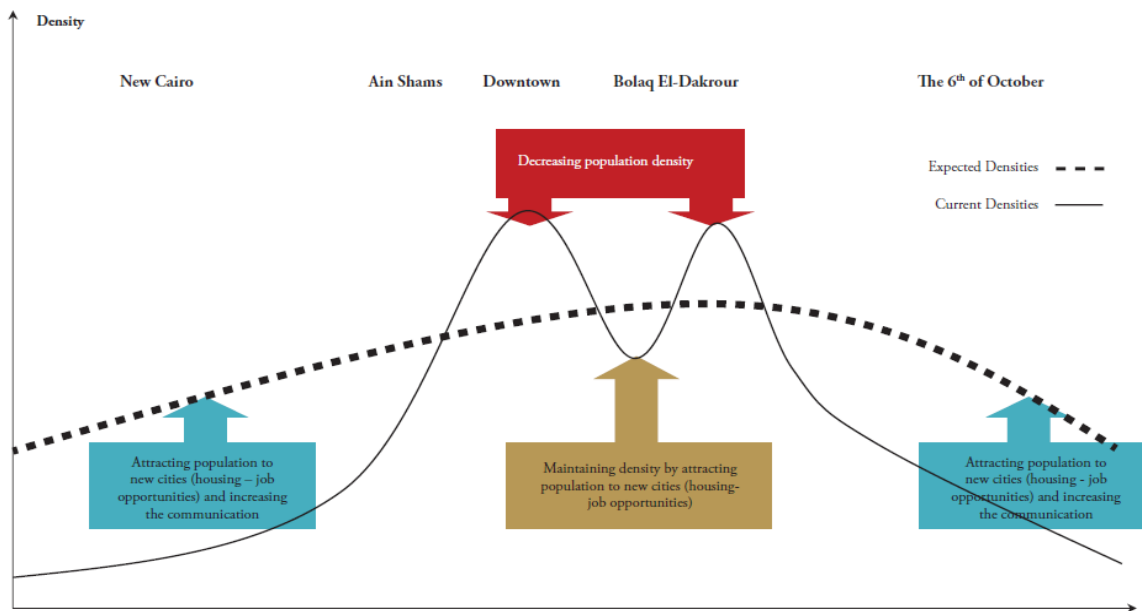 Density
New Cairo
Ain Shams
Downtown
Bolaq El-Dakrour
The 6th of October
Decreasing population density
Expected Densities
Current Densities
Attracting population to
new cities (housing – job
opportunities) and increasing
the communication
Maintaining density by attracting
population to new cities (housing-
job opportunities)
Attracting population to
new cities (housing - job
opportunities) and increasing
the communication